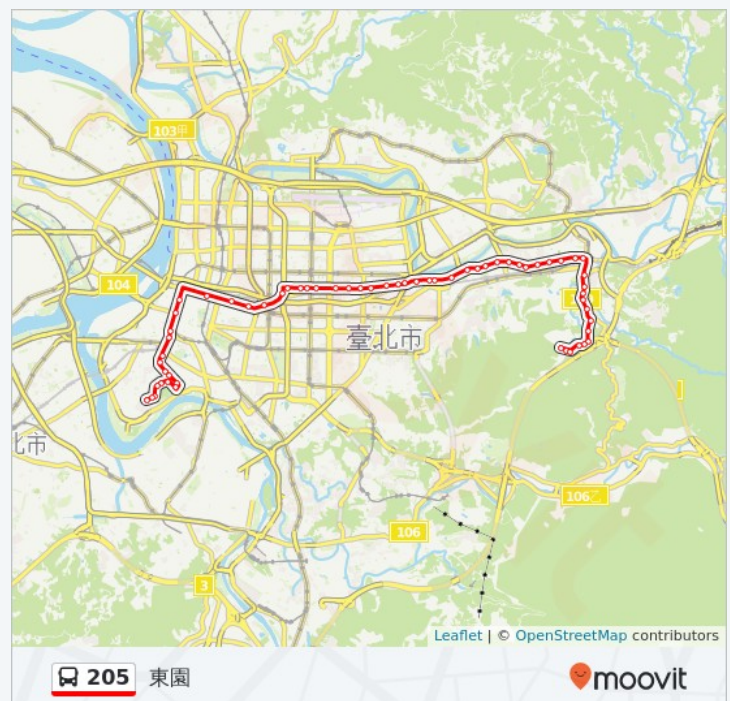 103甲
104
臺北市
北市
106乙
106
3
Leaflet | © OpenStreetMap contributors
205 東園
moovit